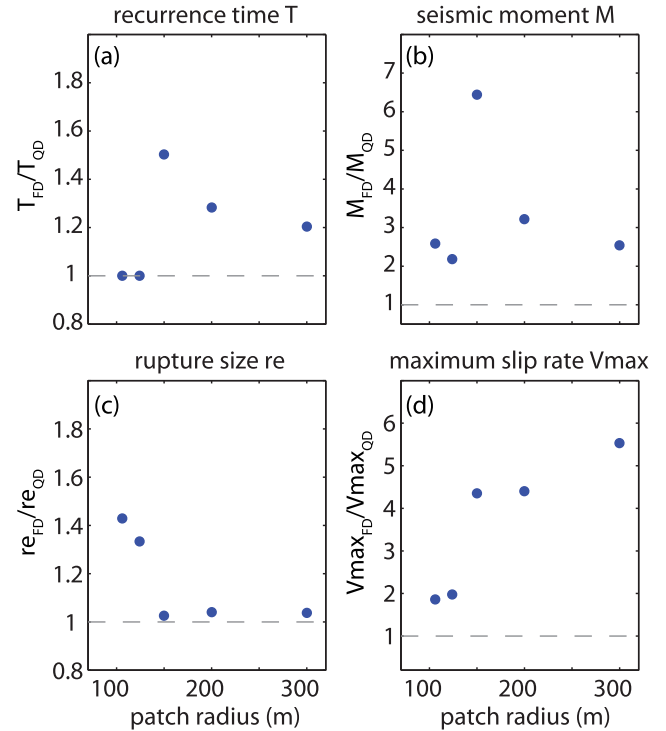 recurrence time T
seismic moment M
(a)
1.8
1.6
1.4
1.2
1
0.8
T_FD/T_QD
(b)
7
6
5
4
3
2
1
M_FD/M_QD
rupture size re
maximum slip rate Vmax
(c)
1.8
1.6
1.4
1.2
1
0.8
re_FD/re_QD
100 200 300
patch radius (m)
(d)
6
5
4
3
2
1
Vmax_FD/Vmax_QD
100 200 300
patch radius (m)